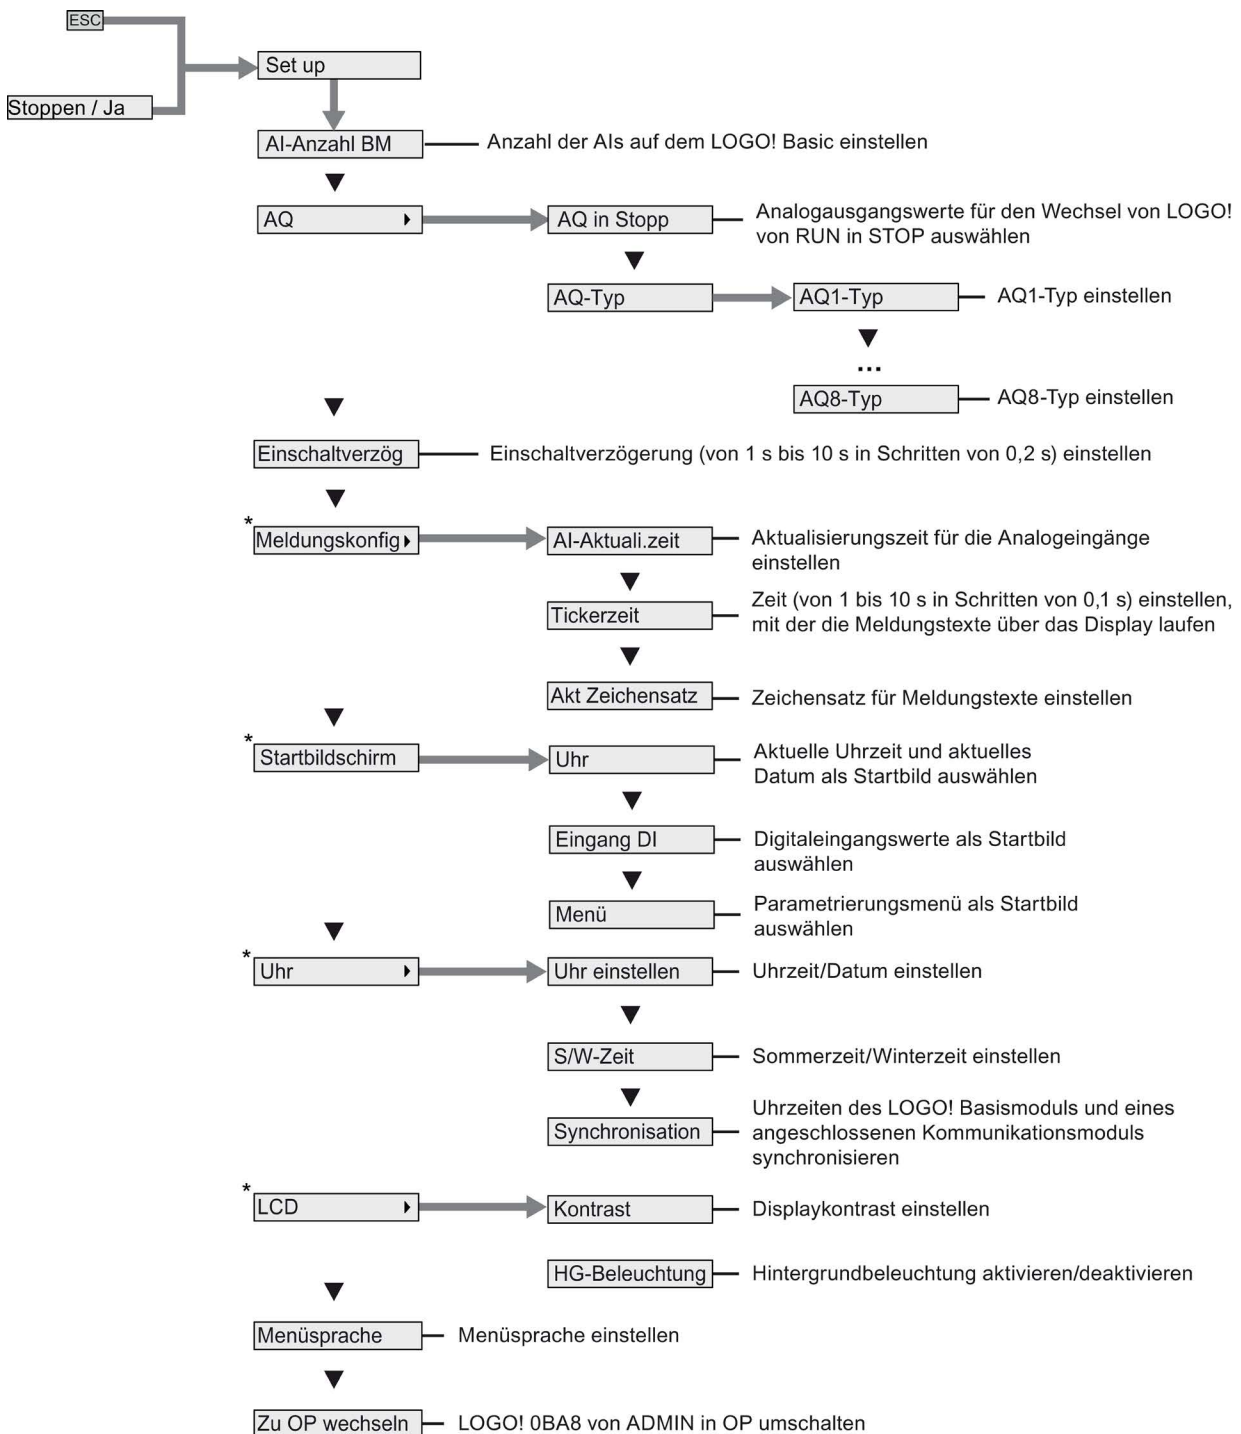 ESC
Set up
Stoppen / Ja
AI-Anzahl BM
Anzahl der AIs auf dem LOGO! Basic einstellen
AQ
AQ in Stopp
Analogausgangswerte für den Wechsel von LOGO!
von RUN in STOP auswählen
AQ-Typ
AQ1-Typ
AQ1-Typ einstellen
...
AQ8-Typ
AQ8-Typ einstellen
Einschaltverzög
Einschaltverzögerung (von 1 s bis 10 s in Schritten von 0,2 s) einstellen
*
Meldungskonfig
AI-Aktuali.zeit
Aktualisierungszeit für die Analogeingänge
einstellen
Tickerzeit
Zeit (von 1 bis 10 s in Schritten von 0,1 s) einstellen,
mit der die Meldungstexte über das Display laufen
Akt Zeichensatz
Zeichensatz für Meldungstexte einstellen
*
Startbildschirm
Uhr
Aktuelle Uhrzeit und aktuelles
Datum als Startbild auswählen
Eingang DI
Digitaleingangswerte als Startbild
auswählen
Menü
Parametrierungsmenü als Startbild
auswählen
*
Uhr
Uhr einstellen
Uhrzeit/Datum einstellen
S/W-Zeit
Sommerzeit/Winterzeit einstellen
Synchronisation
Uhrzeiten des LOGO! Basismoduls und eines
angeschlossenen Kommunikationsmoduls
synchronisieren
*
LCD
Kontrast
Displaykontrast einstellen
HG-Beleuchtung
Hintergrundbeleuchtung aktivieren/deaktivieren
Menüsprache
Menüsprache einstellen
Zu OP wechseln
LOGO! 0BA8 von ADMIN in OP umschalten